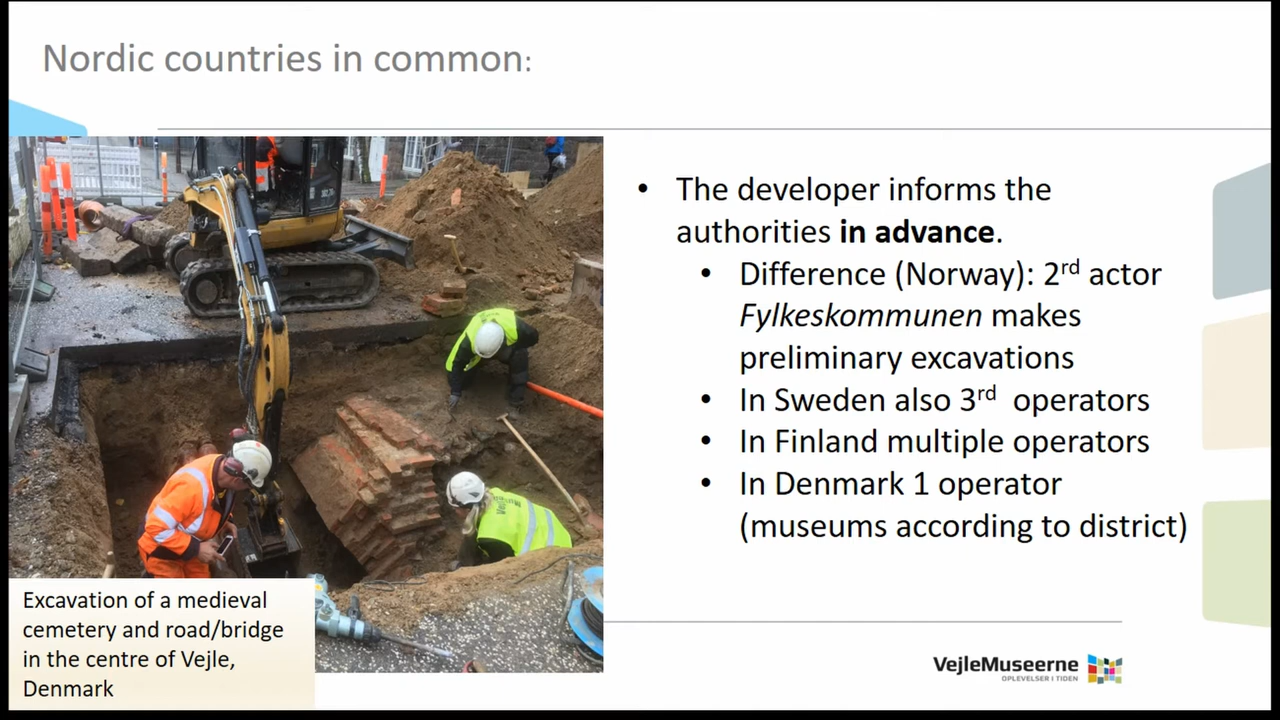 Nordic countries in common:
• The developer informs the
authorities in advance.
• Difference (Norway): 2rd actor
Fylkeskommunen makes
preliminary excavations
• In Sweden also 3rd operators
• In Finland multiple operators
• In Denmark 1 operator
(museums according to district)
Excavation of a medieval
cemetery and road/bridge
in the centre of Vejle,
Denmark
VejleMuseerne
OPLEVELSER I TIDEN